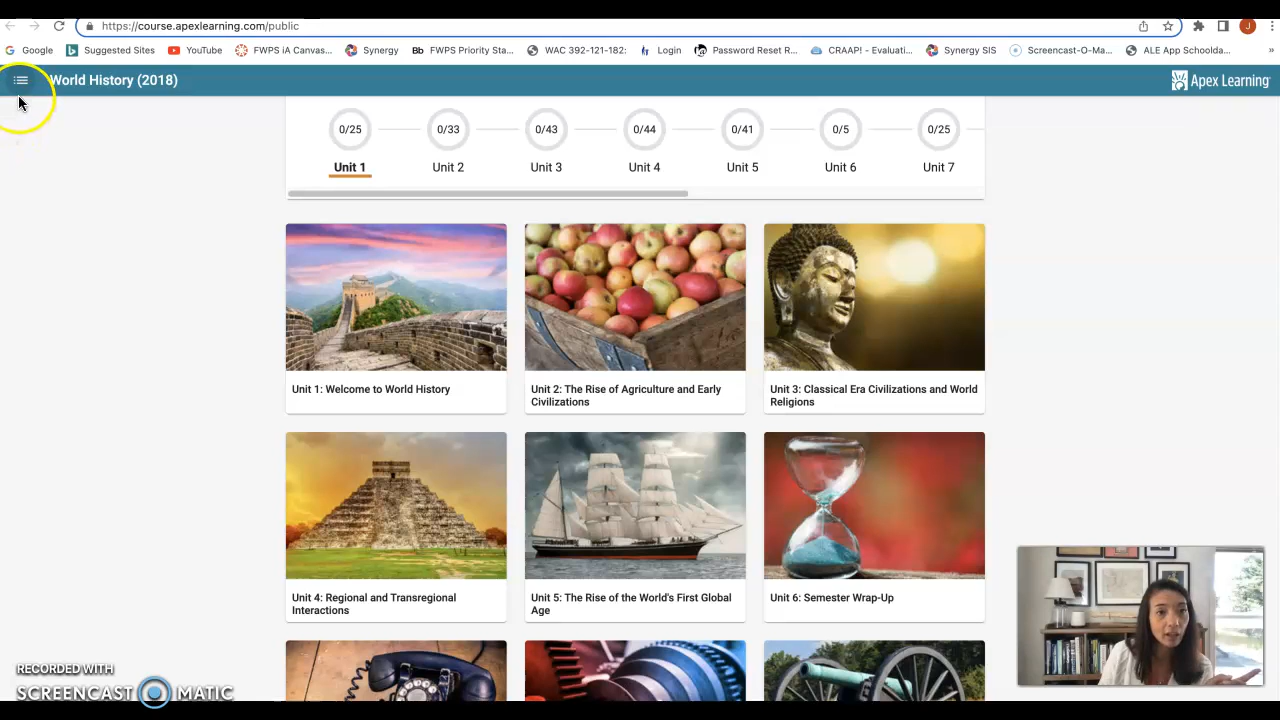 https://course.apexlearning.com/public
J
Google Suggested Sites YouTube FWPS iA Canvas... Synergy Bb FWPS Priority Sta... WAC 392-121-182: Login Password Reset R... CRAAP! - Evaluati... Synergy SIS Screencast-O-Ma... ALE App Schoolda... »
World History (2018) Apex Learning
0/25 0/33 0/43 0/44 0/41 0/5 0/25
Unit 1 Unit 2 Unit 3 Unit 4 Unit 5 Unit 6 Unit 7
Unit 1: Welcome to World History
Unit 2: The Rise of Agriculture and Early
Civilizations
Unit 3: Classical Era Civilizations and World
Religions
Unit 4: Regional and Transregional
Interactions
Unit 5: The Rise of the World's First Global
Age
Unit 6: Semester Wrap-Up
RECORDED WITH
SCREENCAST MATIC